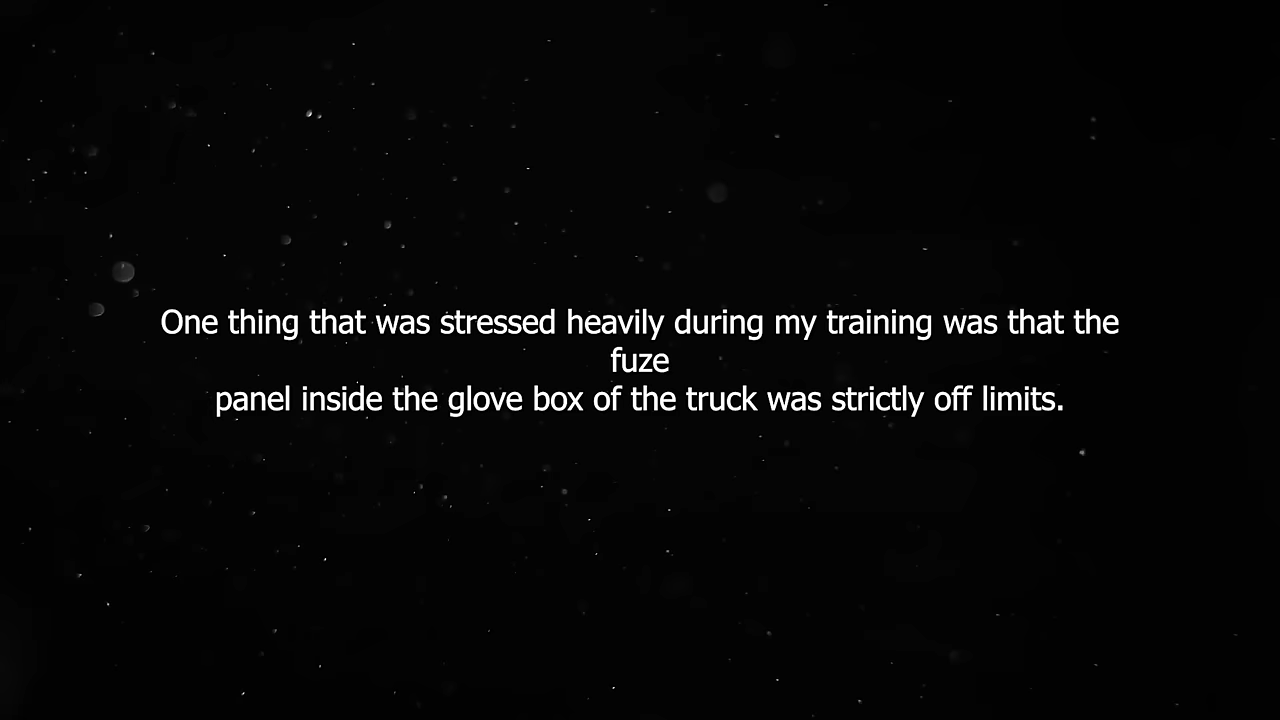 One thing that was stressed heavily during my training was that the
fuze
panel inside the glove box of the truck was strictly off limits.